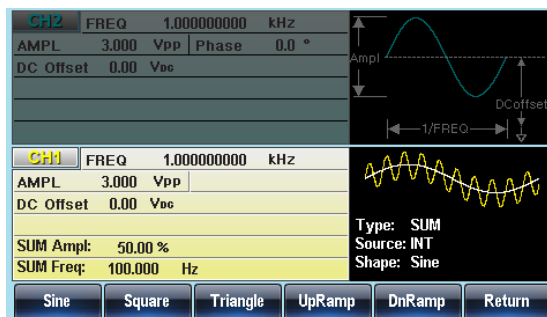 CH2 FREQ 1.000000000 kHz
AMPL 3.000 Vpp Phase 0.0 °
DC Offset 0.00 VDC
Ampl
DCoffset
1/FREQ
CH1 FREQ 1.000000000 kHz
AMPL 3.000 Vpp
DC Offset 0.00 VDC
SUM Ampl: 50.00 %
SUM Freq: 100.000 Hz
Type: SUM
Source: INT
Shape: Sine
Sine Square Triangle UpRamp DnRamp Return